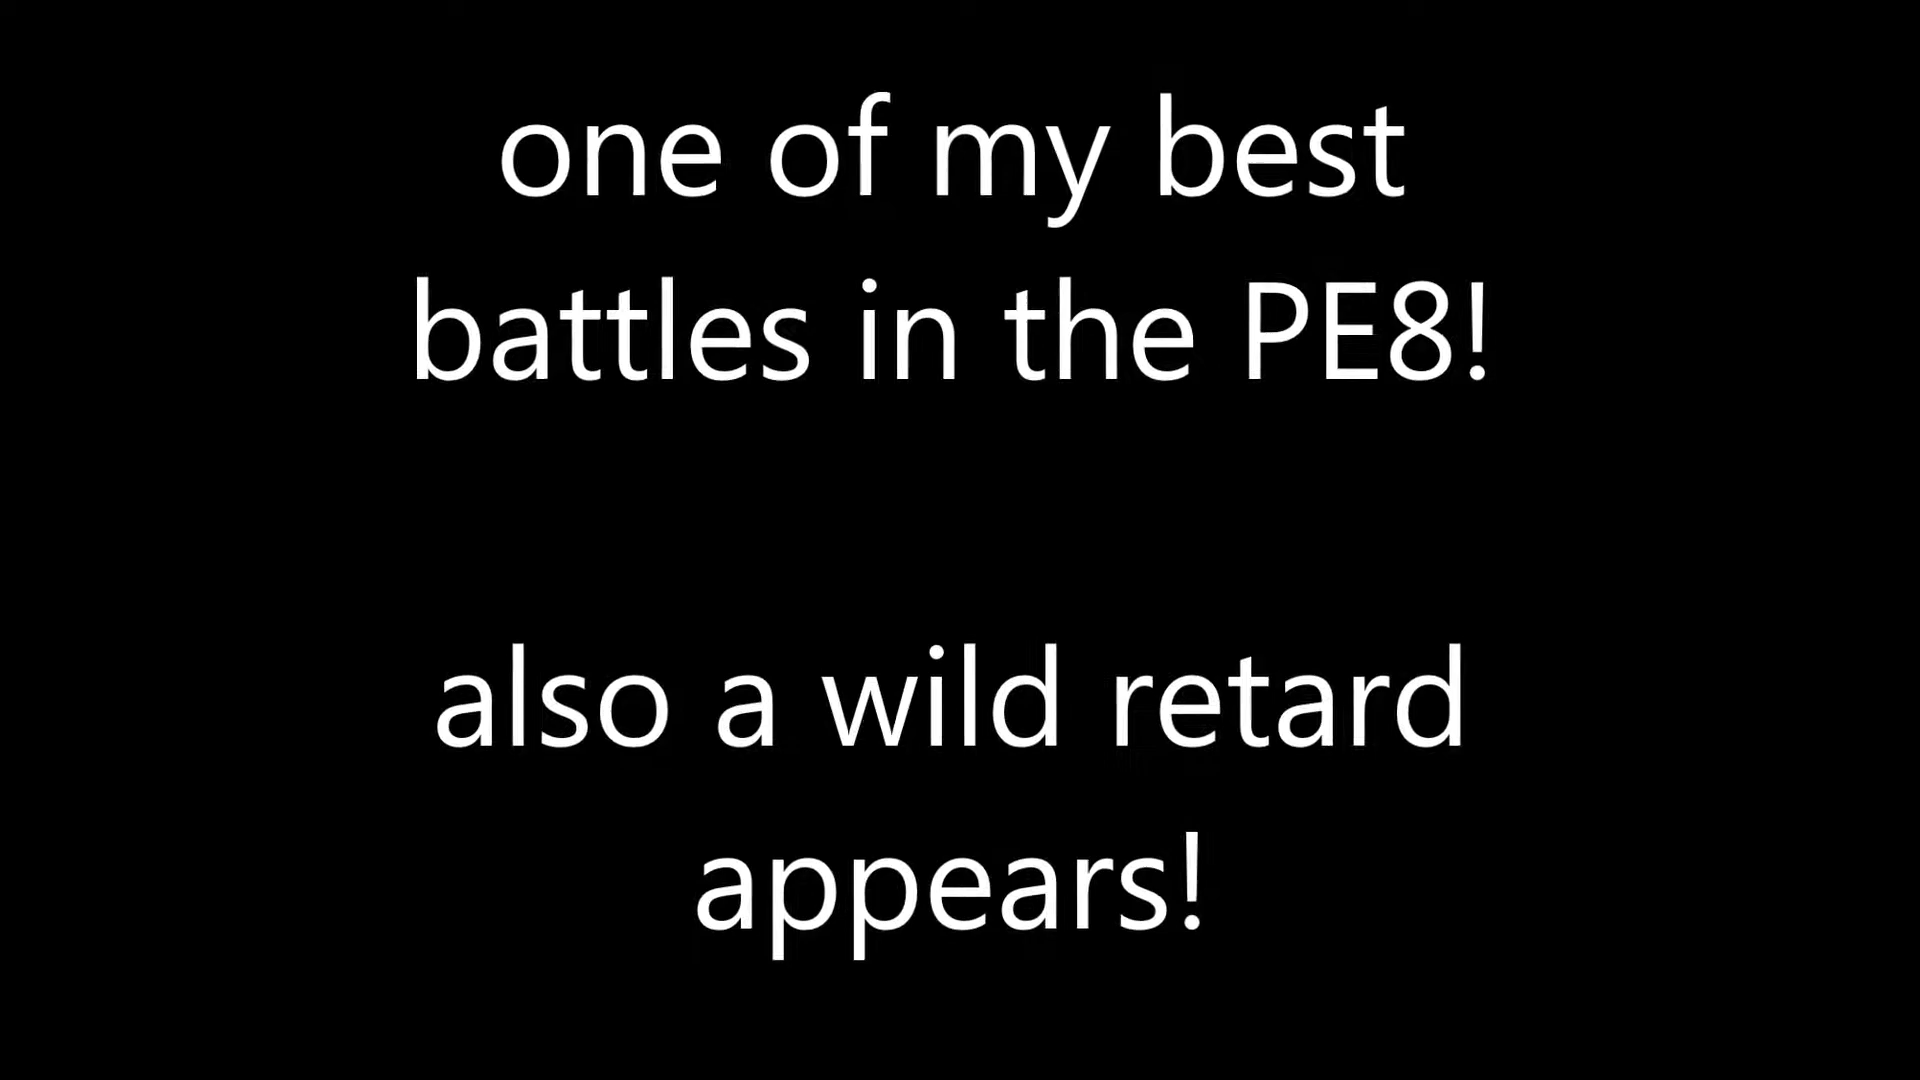 one of my best
battles in the PE8!
also a wild retard
appears!